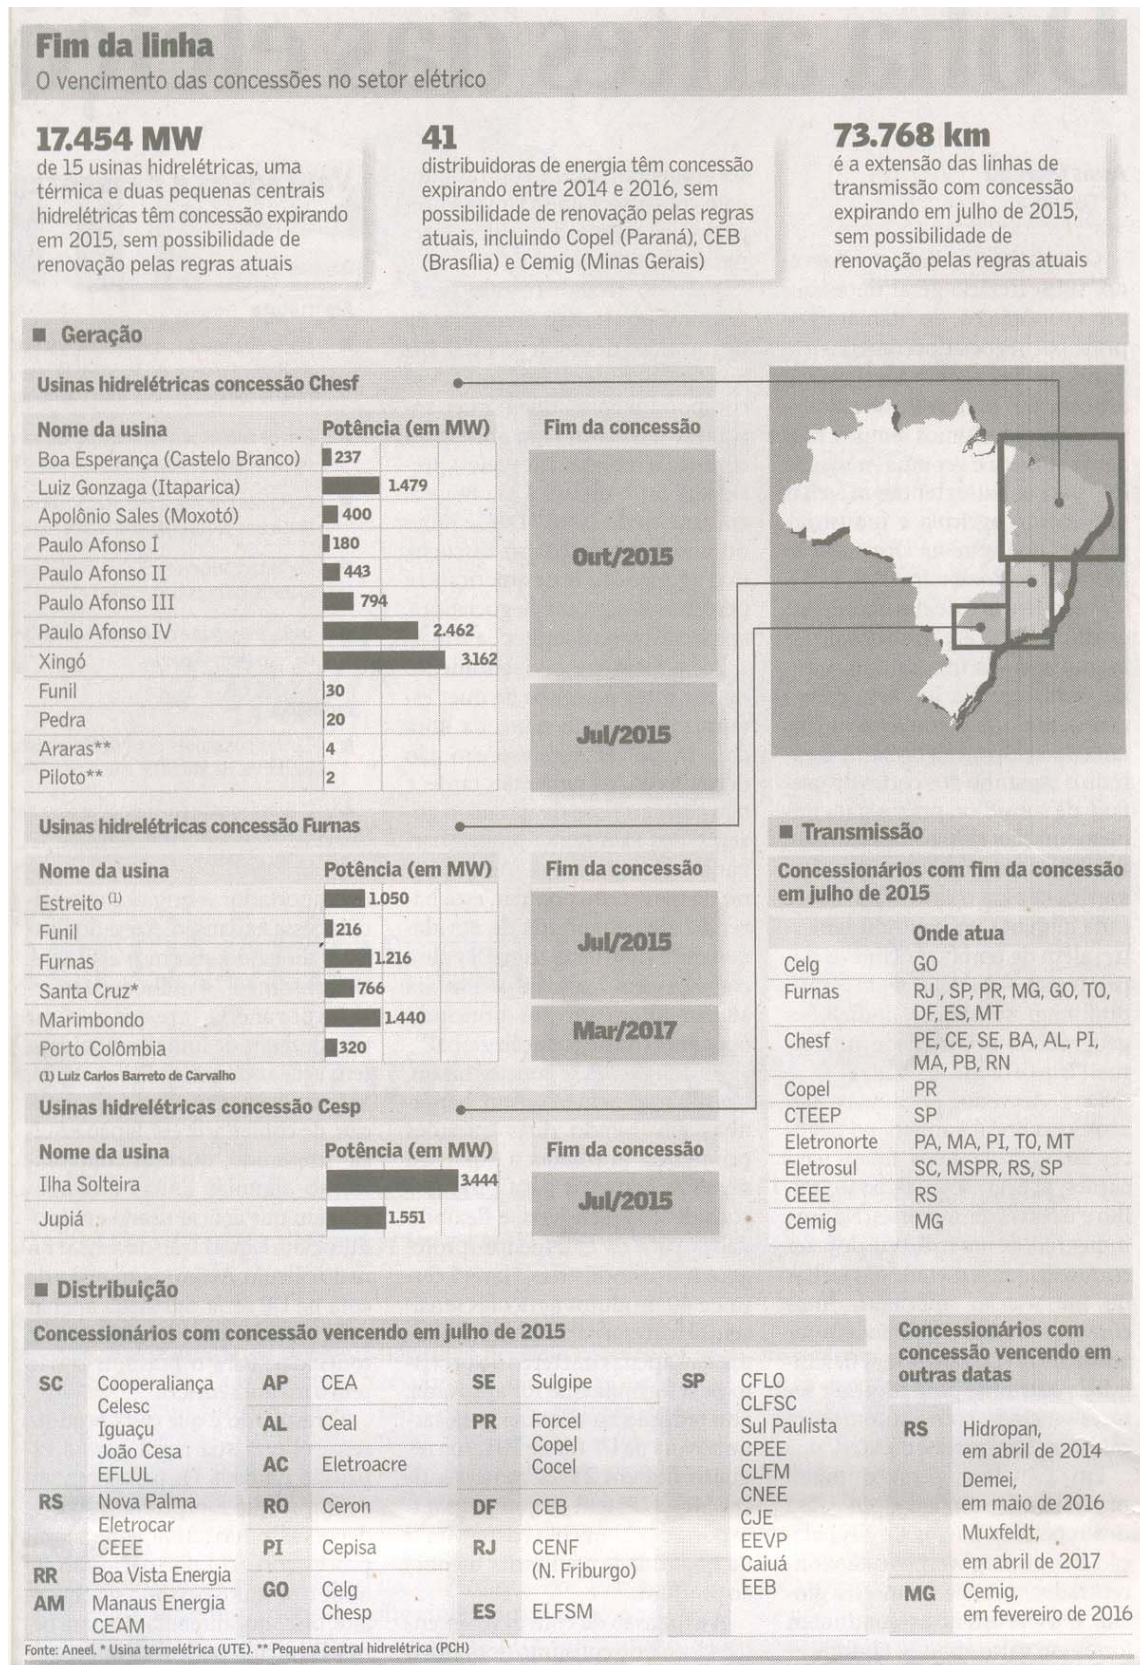 Fim da linha
O vencimento das concessões no setor elétrico
17.454 MW
de 15 usinas hidrelétricas, uma
térmica e duas pequenas centrais
hidrelétricas têm concessão expirando
em 2015, sem possibilidade de
renovação pelas regras atuais
41
distribuidoras de energia têm concessão
expirando entre 2014 e 2016, sem
possibilidade de renovação pelas regras
atuais, incluindo Copel (Paraná), CEB
(Brasília) e Cemig (Minas Gerais)
73.768 km
é a extensão das linhas de
transmissão com concessão
expirando em julho de 2015,
sem possibilidade de
renovação pelas regras atuais
Geração
Usinas hidrelétricas concessão Chesf
Nome da usina Potência (em MW) Fim da concessão
Boa Esperança (Castelo Branco) 237
Luiz Gonzaga (Itaparica) 1.479
Apolônio Sales (Moxotó) 400
Paulo Afonso I 180
Paulo Afonso II 443
Paulo Afonso III 794
Paulo Afonso IV 2.462
Xingó 3.162
Out/2015
Funil 30
Pedra 20
Araras** 4
Piloto** 2
Jul/2015
Usinas hidrelétricas concessão Furnas
Nome da usina Potência (em MW) Fim da concessão
Estreito (1) 1.050
Funil 216
Furnas 1.216
Santa Cruz* 766
Jul/2015
Marimbondo 1.440
Porto Colômbia 320
Mar/2017
(1) Luiz Carlos Barreto de Carvalho
Usinas hidrelétricas concessão Cesp
Nome da usina Potência (em MW) Fim da concessão
Ilha Solteira 3.444
Jupiá 1.551
Jul/2015
Transmissão
Concessionários com fim da concessão
em julho de 2015
Onde atua
Celg GO
Furnas RJ , SP, PR, MG, GO, TO,
DF, ES, MT
Chesf PE, CE, SE, BA, AL, PI,
MA, PB, RN
Copel PR
CTEEP SP
Eletronorte PA, MA, PI, TO, MT
Eletrosul SC, MSPR, RS, SP
CEEE RS
Cemig MG
Distribuição
Concessionários com concessão vencendo em julho de 2015
SC Cooperaliança
Celesc
Iguaçu
João Cesa
EFLUL
RS Nova Palma
Eletrocar
CEEE
RR Boa Vista Energia
AM Manaus Energia
CEAM
AP CEA
AL Ceal
AC Eletroacre
RO Ceron
PI Cepisa
GO Celg
Chesp
SE Sulgipe
PR Forcel
Copel
Cocel
DF CEB
RJ CENF
(N. Friburgo)
ES ELFSM
SP CFLO
CLFSC
Sul Paulista
CPEE
CLFM
CNEE
CJE
EEVP
Caiuá
EEB
Concessionários com
concessão vencendo em
outras datas
RS Hidropan,
em abril de 2014
Demei,
em maio de 2016
Muxfeldt,
em abril de 2017
MG Cemig,
em fevereiro de 2016
Fonte: Aneel. * Usina termelétrica (UTE). ** Pequena central hidrelétrica (PCH)